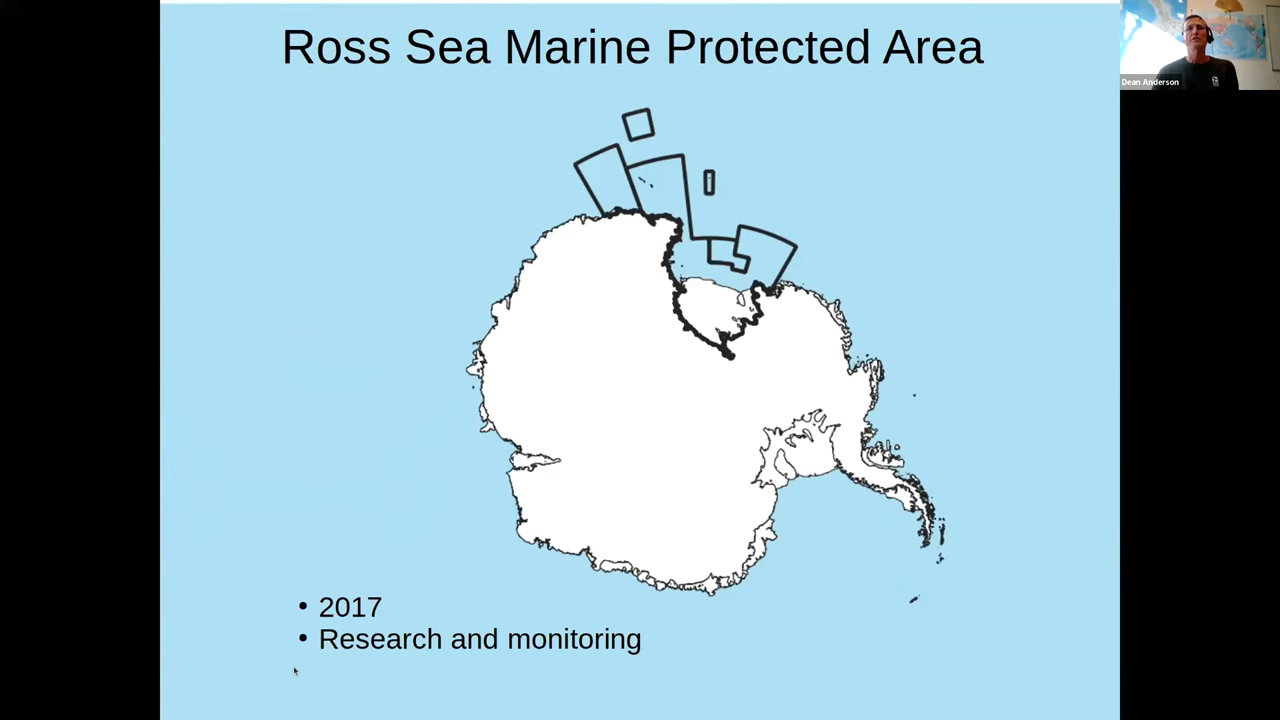 Ross Sea Marine Protected Area
Dean Anderson
• 2017
• Research and monitoring